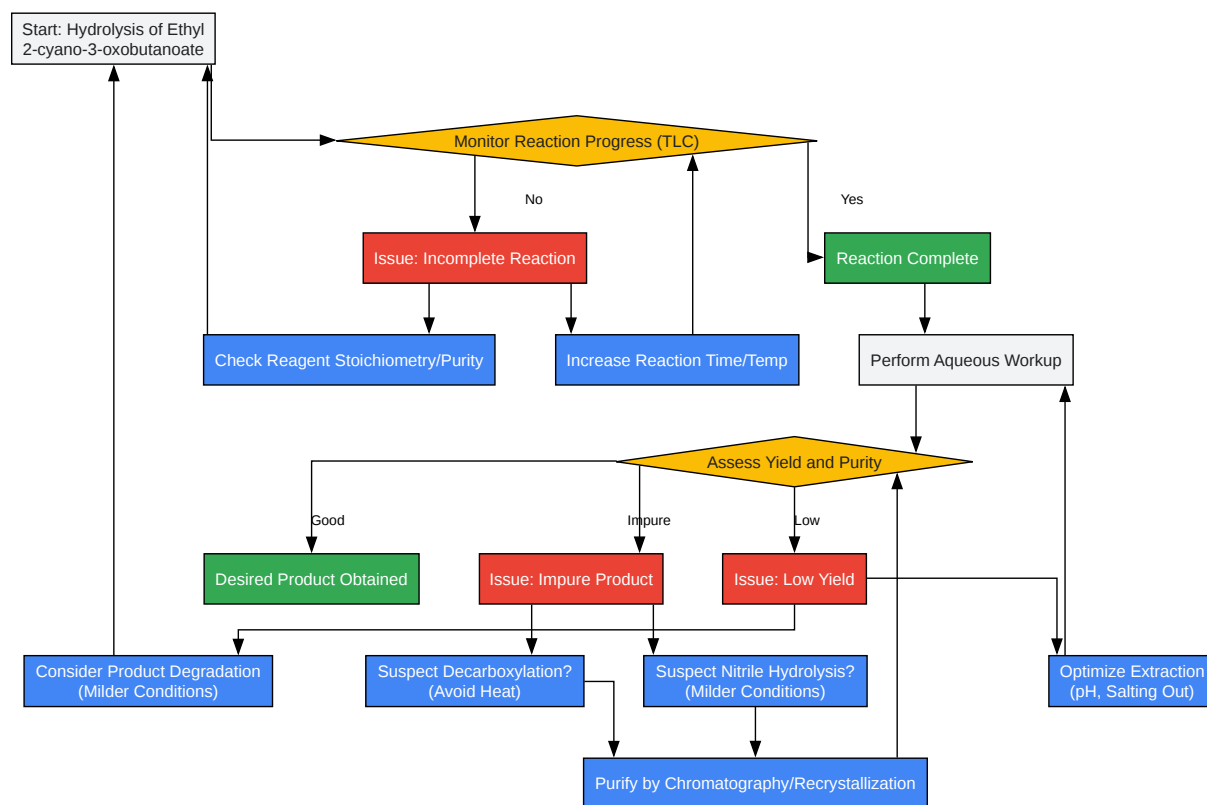 Start: Hydrolysis of Ethyl
2-cyano-3-oxobutanoate
Monitor Reaction Progress (TLC)
No
Yes
Issue: Incomplete Reaction
Reaction Complete
Check Reagent Stoichiometry/Purity
Increase Reaction Time/Temp
Perform Aqueous Workup
Assess Yield and Purity
Good
Impure
Low
Desired Product Obtained
Issue: Impure Product
Issue: Low Yield
Consider Product Degradation
(Milder Conditions)
Suspect Decarboxylation?
(Avoid Heat)
Suspect Nitrile Hydrolysis?
(Milder Conditions)
Optimize Extraction
(pH, Salting Out)
Purify by Chromatography/Recrystallization